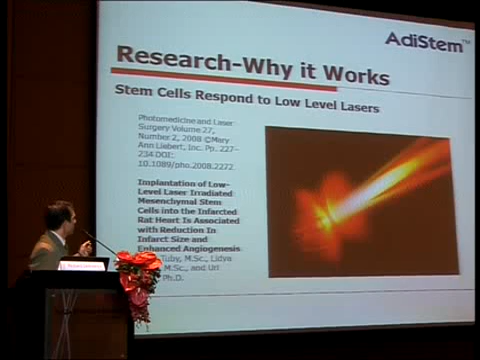 AdiStem™
Research-Why it Works
Stem Cells Respond to Low Level Lasers
Photomedicine and Laser
Surgery Volume 27,
Number 2, 2008 ©Mary
Ann Liebert, Inc. Pp. 227–
234 DOI:
10.1089/pho.2008.2272
Implantation of Low-
Level Laser Irradiated
Mesenchymal Stem
Cells into the Infarcted
Rat Heart Is Associated
with Reduction In
Infarct Size and
Enhanced Angiogenesis
Tuby, M.Sc., Lidya
M.Sc., and Uri
Ph.D.